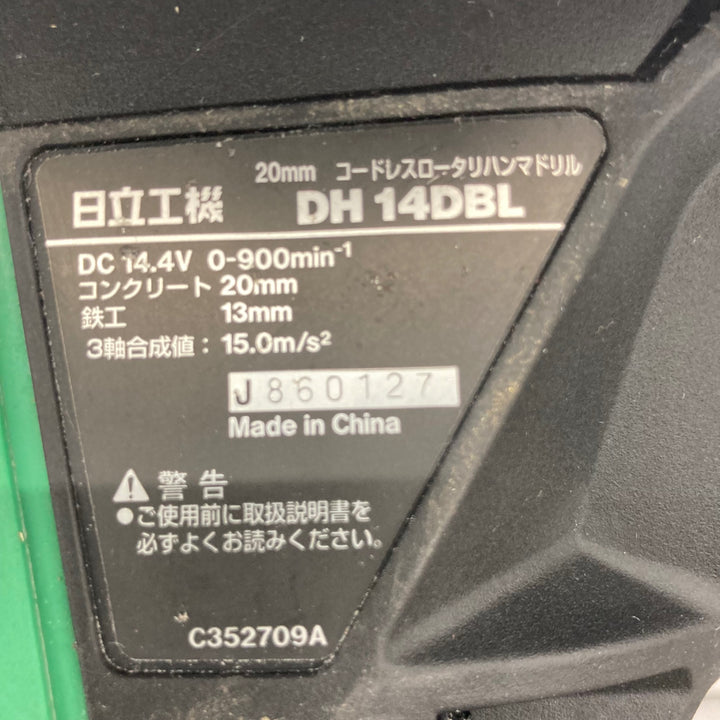 20mm コードレスロータリハンマドリル
日立工機 DH 14DBL
DC 14.4V 0-900min⁻¹
コンクリート 20mm
鉄工 13mm
3軸合成値：15.0m/s²
J860127
Made in China
警告
●ご使用前に取扱説明書を
必ずよくお読みください。
C352709A